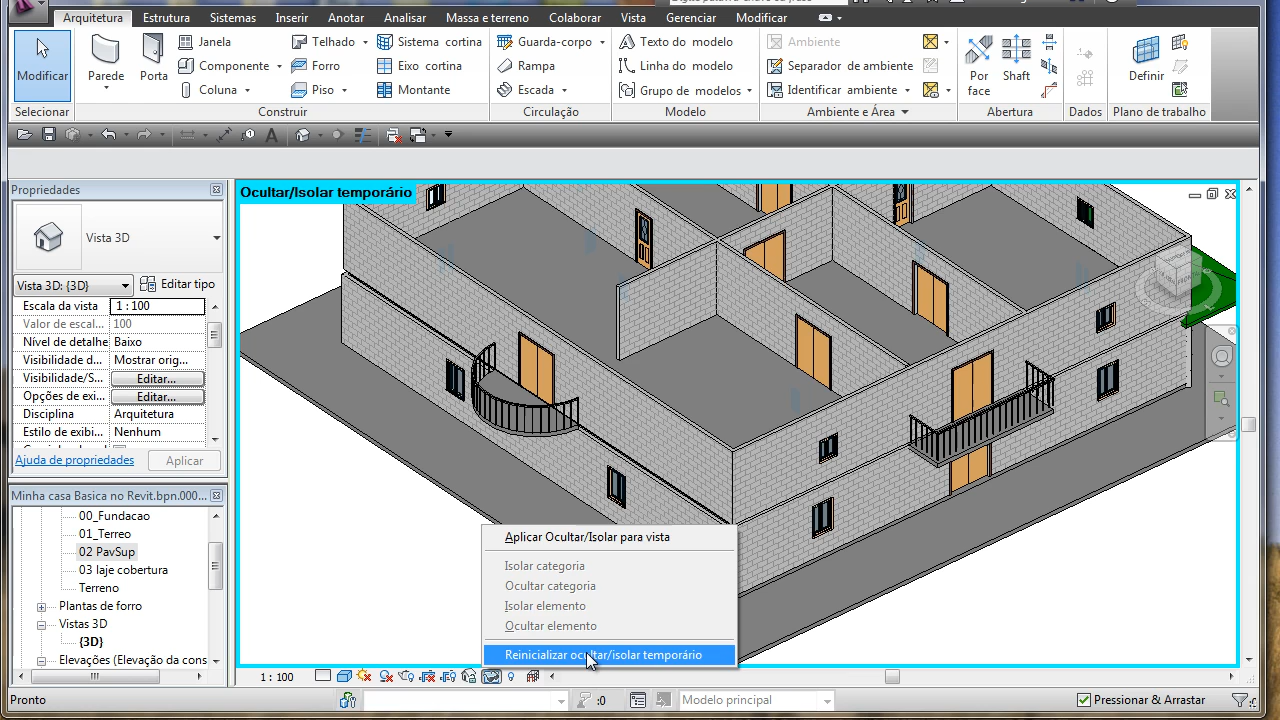 Arquitetura Estrutura Sistemas Inserir Anotar Analisar Massa e terreno Colaborar Vista Gerenciar Modificar
Modificar
Selecionar
Parede
Porta
Janela
Componente
Coluna
Telhado
Forro
Piso
Sistema cortina
Eixo cortina
Montante
Construir
Guarda-corpo
Rampa
Escada
Circulação
Texto do modelo
Linha do modelo
Grupo de modelos
Modelo
Ambiente
Separador de ambiente
Identificar ambiente
Ambiente e Área
Por
face
Shaft
Abertura
Dados
Definir
Plano de trabalho
Propriedades
Vista 3D
Vista 3D: {3D}
Editar tipo
Escala da vista 1 : 100
Valor de escal... 100
Nível de detalhe Baixo
Visibilidade d... Mostrar orig...
Visibilidade/S... Editar...
Opções de exi... Editar...
Disciplina Arquitetura
Estilo de exibi... Nenhum
Ajuda de propriedades
Aplicar
Minha casa Basica no Revit.bpn.000...
00_Fundacao
01_Terreo
02 PavSup
03 laje cobertura
Terreno
Plantas de forro
Vistas 3D
{3D}
Elevações (Elevação da cons
Ocultar/Isolar temporário
Aplicar Ocultar/Isolar para vista
Isolar categoria
Ocultar categoria
Isolar elemento
Ocultar elemento
Reinicializar ocultar/isolar temporário
1 : 100
Pronto
:0
Modelo principal
Pressionar & Arrastar